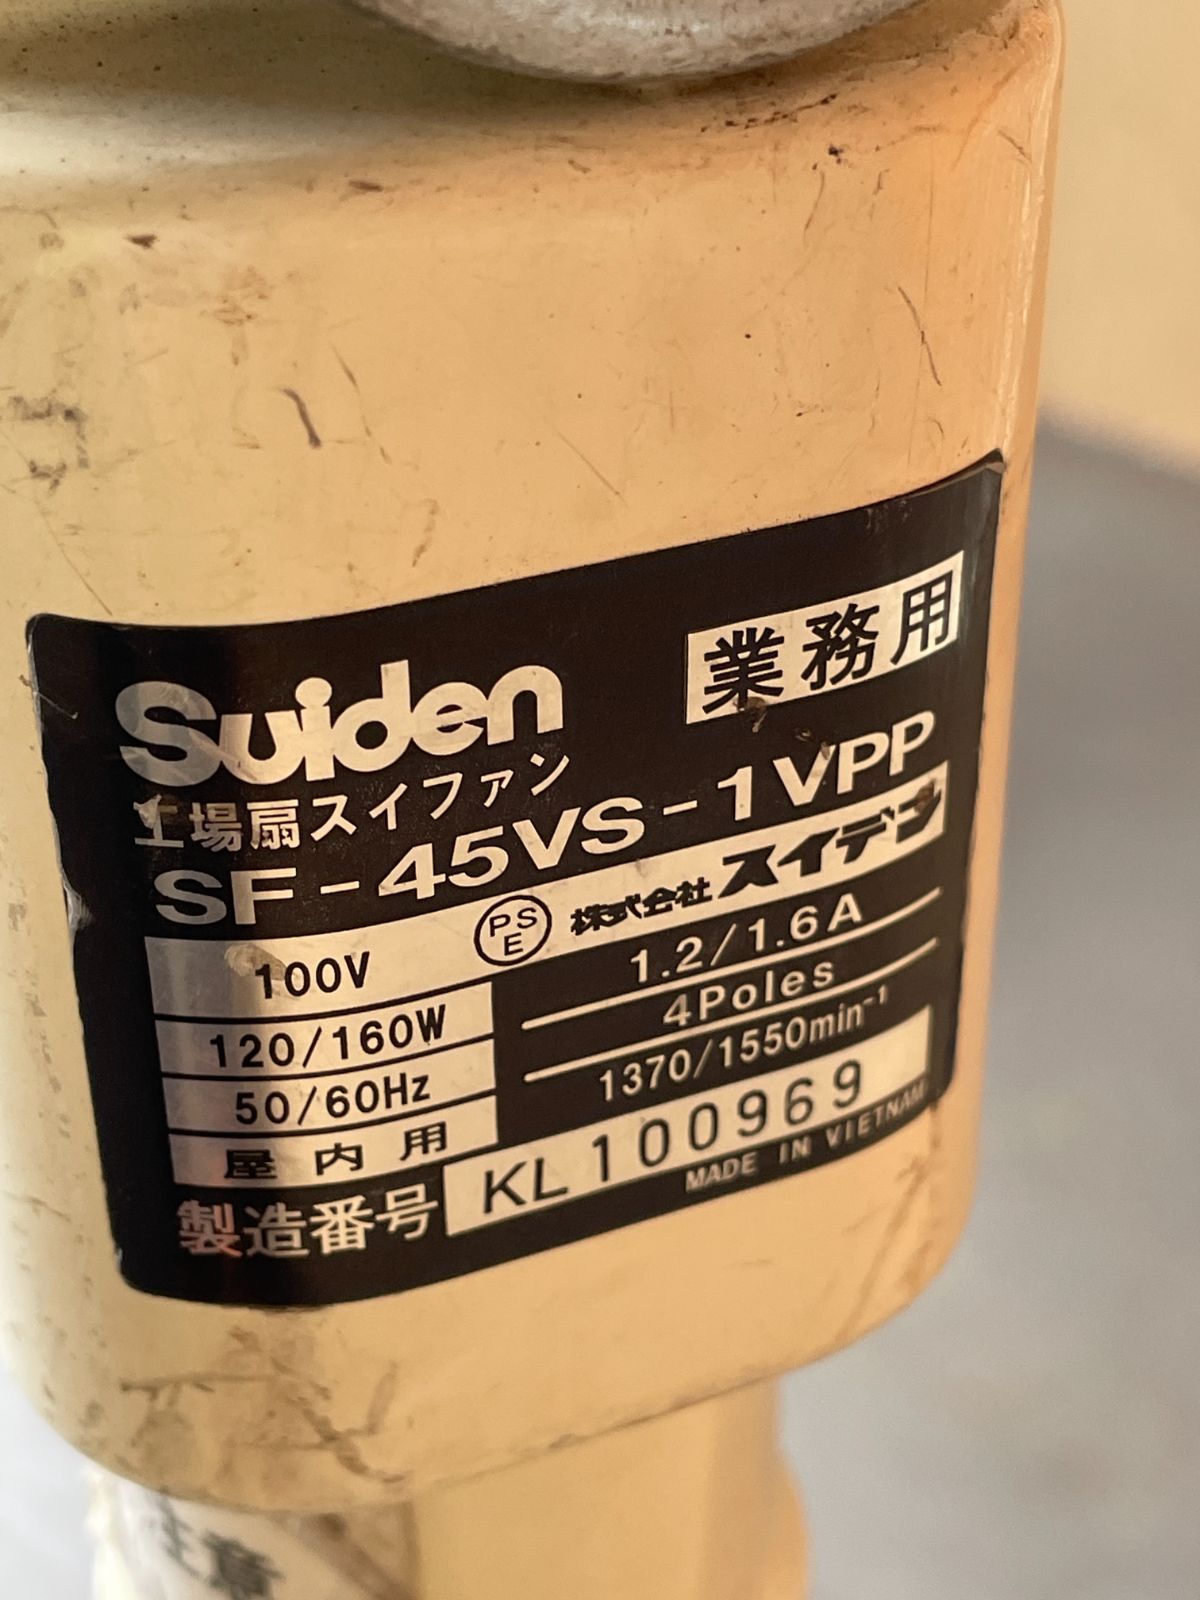 Suiden 業務用
工場扇スイファン
SF-45VS-1VPP
PSE 株式会社スイデン
100V 1.2/1.6A
120/160W 4Poles
50/60Hz 1370/1550min⁻¹
屋内用
製造番号 KL100969
MADE IN VIETNAM
注意